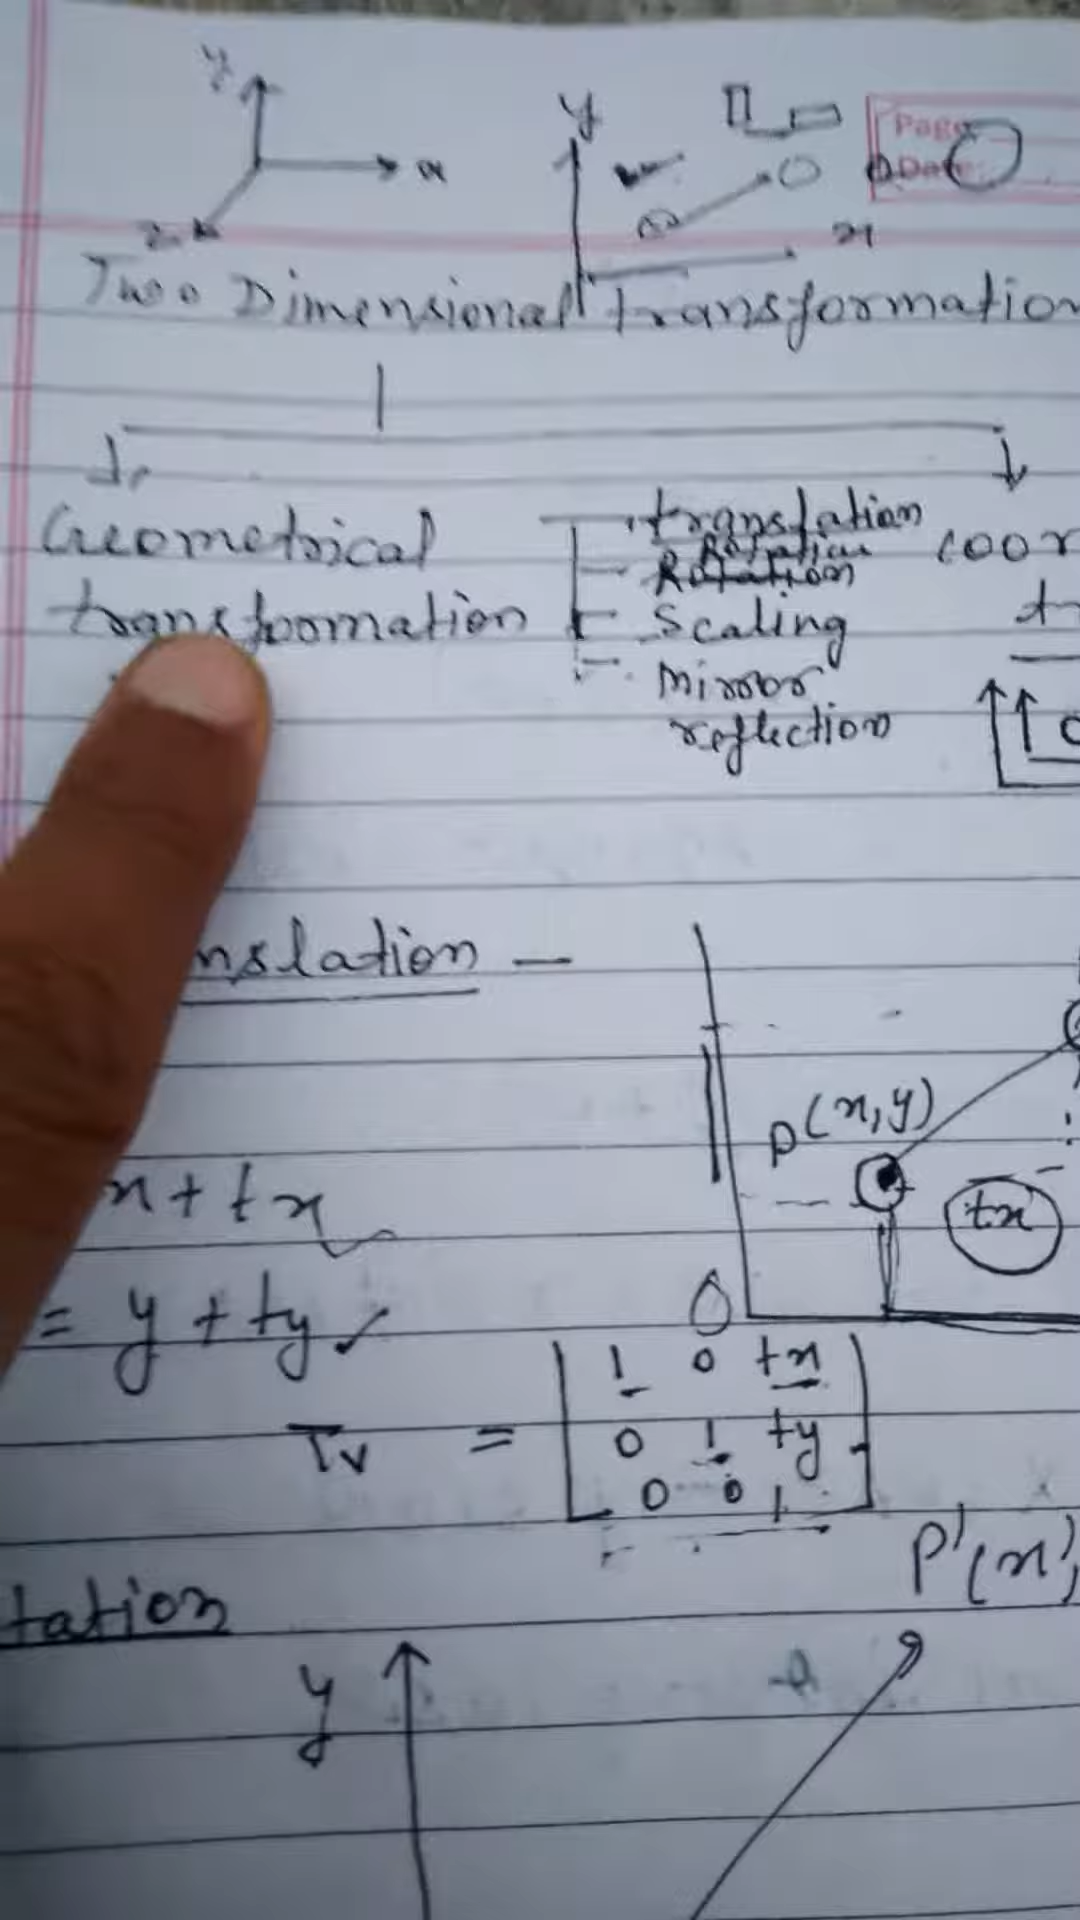 y
x
z
y
x
Page
Date
Two Dimensional transformation
Geometrical
transformation
translation
Rotation
Rotation
Scaling
Mirror
reflection
coor
t
nslation —
x + tx
= y + ty ✓
P(x,y)
tx
O
Tv = | 1 0 tx |
0 1 ty
0 0 1
P'(x',
tation
y